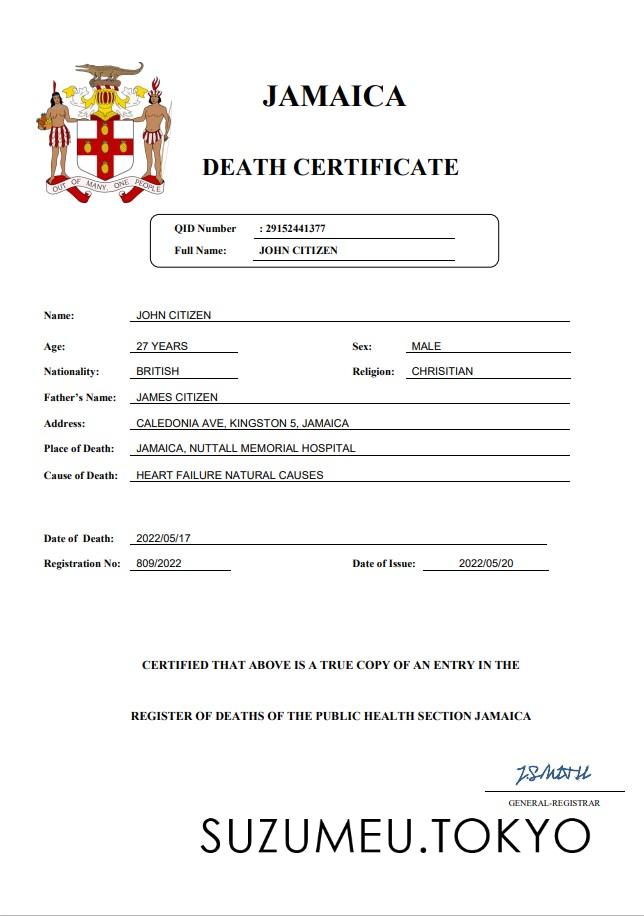 JAMAICA
DEATH CERTIFICATE
OUT OF MANY, ONE PEOPLE
QID Number : 29152441377
Full Name: JOHN CITIZEN
Name: JOHN CITIZEN
Age: 27 YEARS Sex: MALE
Nationality: BRITISH Religion: CHRISITIAN
Father's Name: JAMES CITIZEN
Address: CALEDONIA AVE, KINGSTON 5, JAMAICA
Place of Death: JAMAICA, NUTTALL MEMORIAL HOSPITAL
Cause of Death: HEART FAILURE NATURAL CAUSES
Date of Death: 2022/05/17
Registration No: 809/2022 Date of Issue: 2022/05/20
CERTIFIED THAT ABOVE IS A TRUE COPY OF AN ENTRY IN THE
REGISTER OF DEATHS OF THE PUBLIC HEALTH SECTION JAMAICA
GENERAL-REGISTRAR
SUZUMEU.TOKYO